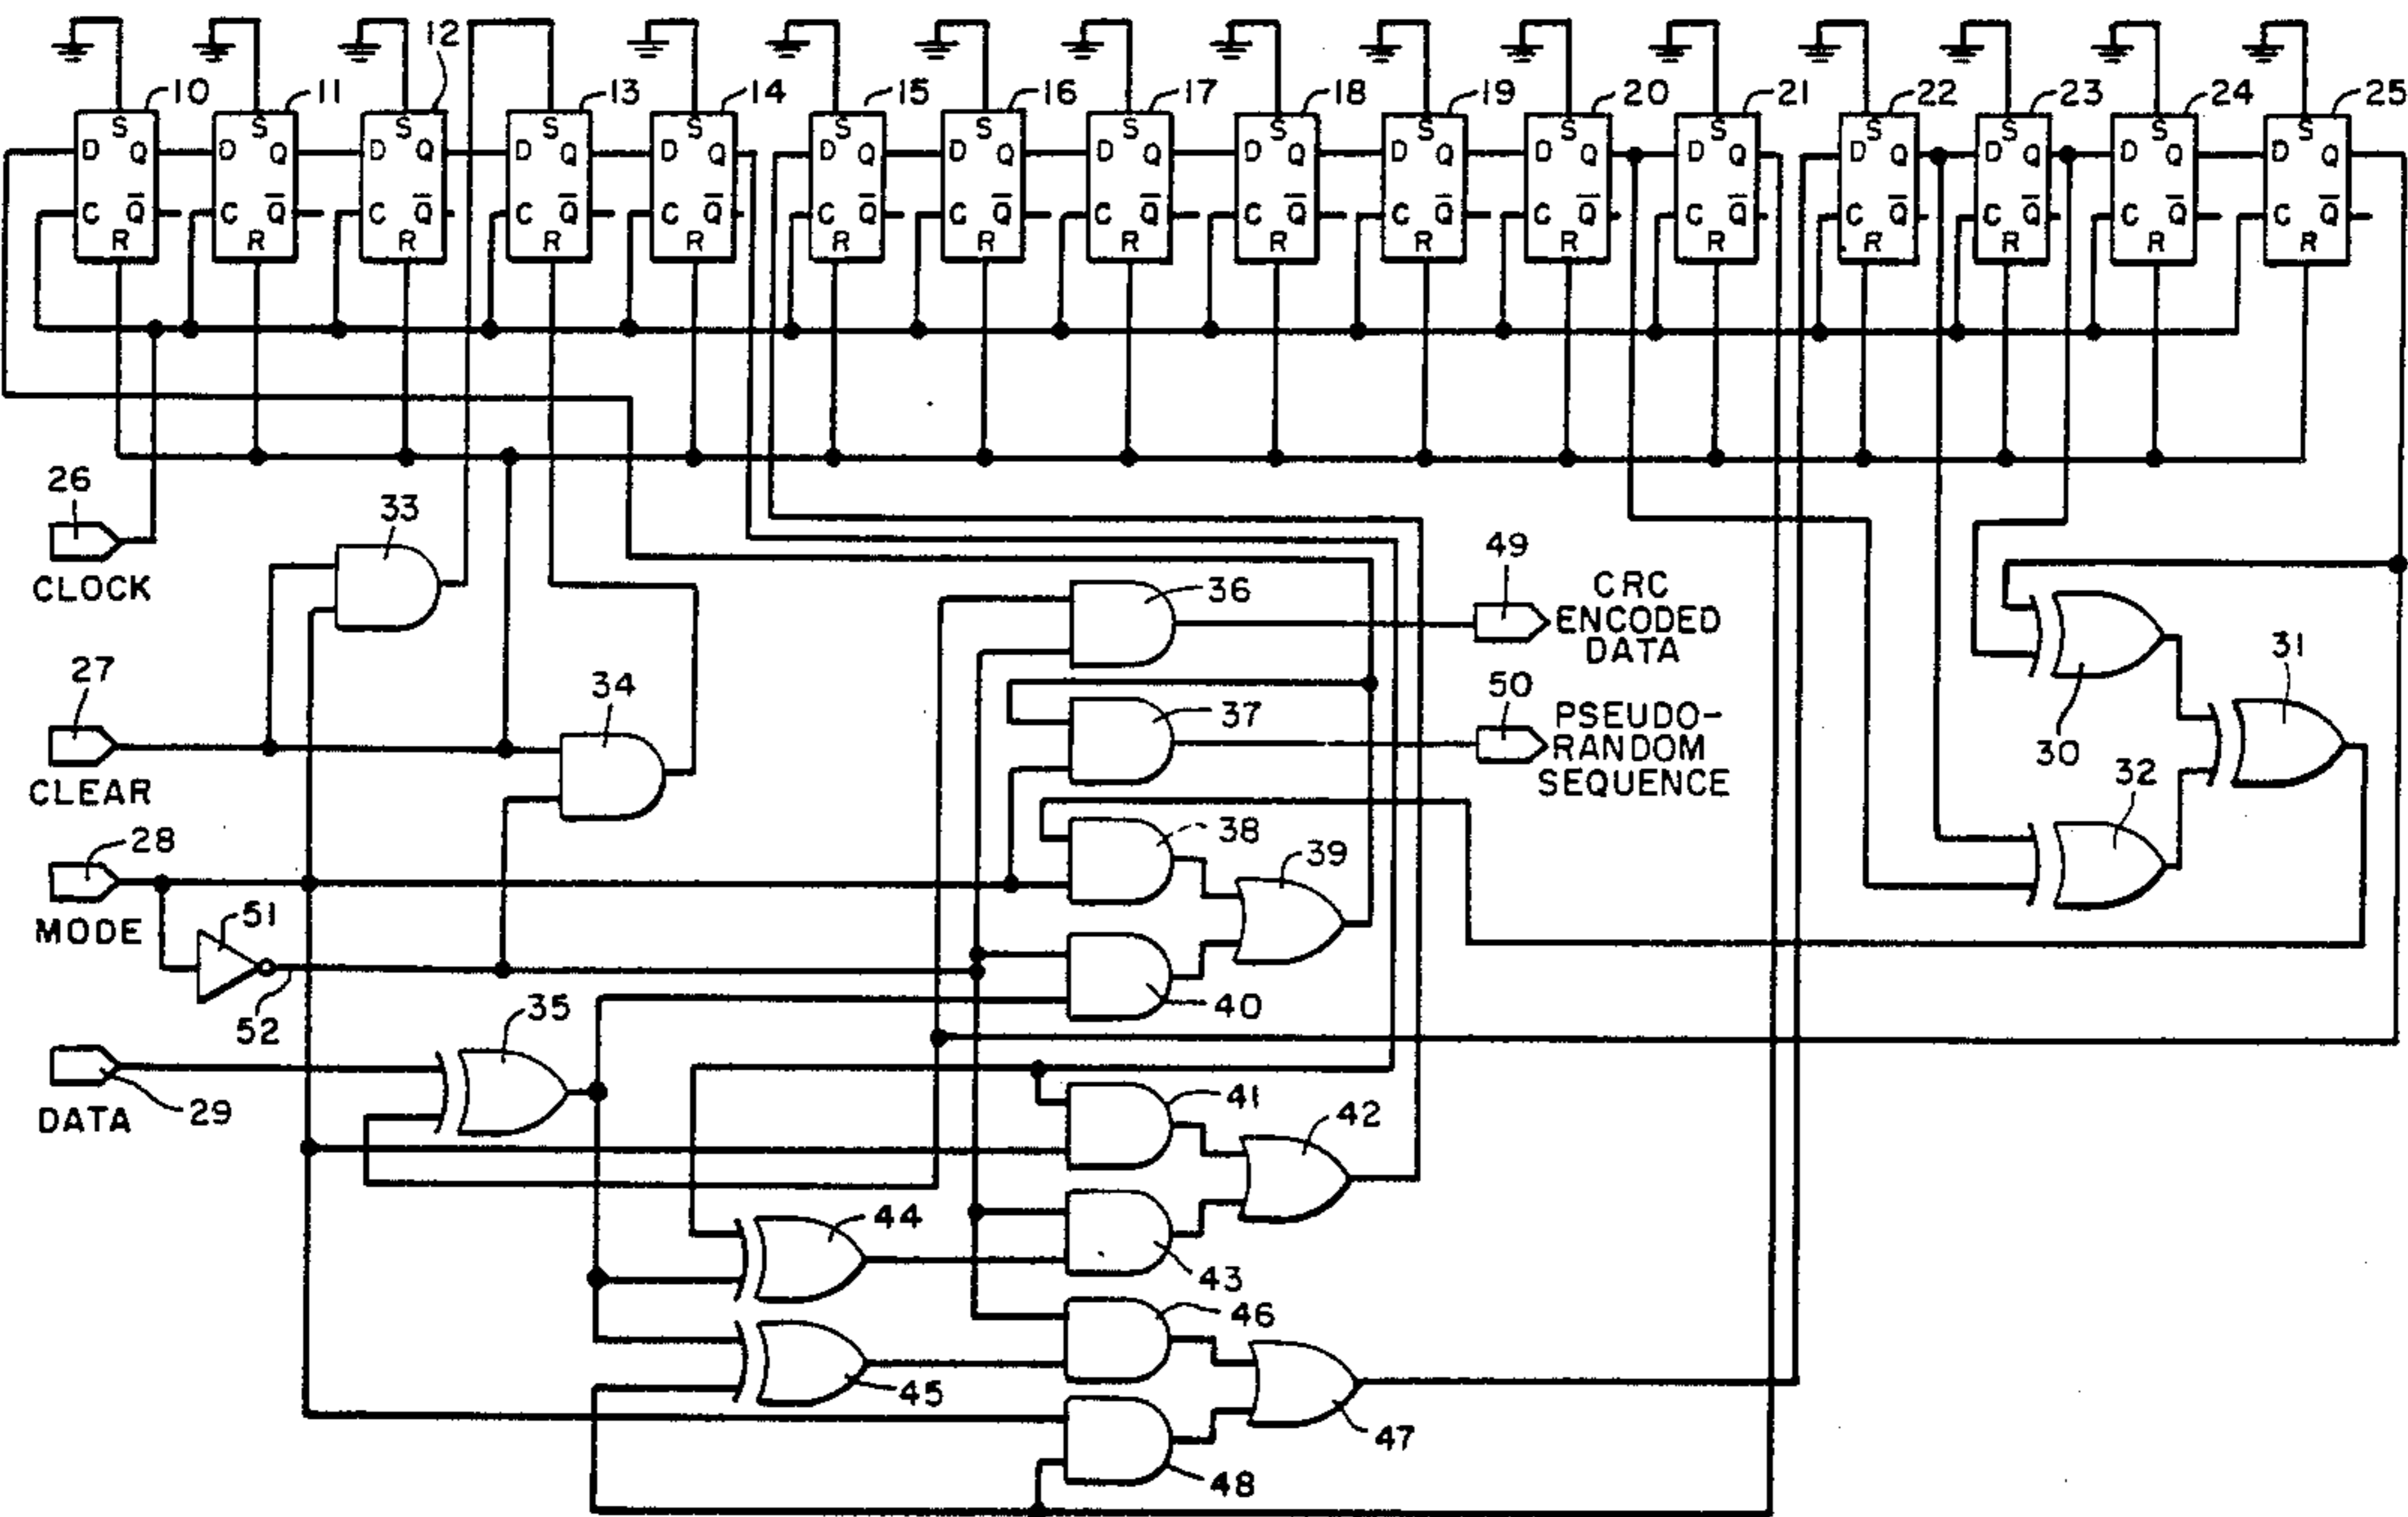 12
10 11 13 14 15 16 17 18 19 20 21 22 23 24 25
S S S S S S S S S S S S S S S S
D Q D Q D Q D Q D Q D Q D Q D Q D Q D Q D Q D Q D Q D Q D Q D Q
C Q̄ C Q̄ C Q̄ C Q̄ C Q̄ C Q̄ C Q̄ C Q̄ C Q̄ C Q̄ C Q̄ C Q̄ C Q̄ C Q̄ C Q̄ C Q̄
R R R R R R R R R R R R R R R R
26
CLOCK
33
36
49
CRC
ENCODED
DATA
27
CLEAR
34
37
50
PSEUDO-
RANDOM
SEQUENCE
30
31
32
28
MODE
51
52
38
39
40
35
DATA
29
41
42
44
43
46
45
47
48